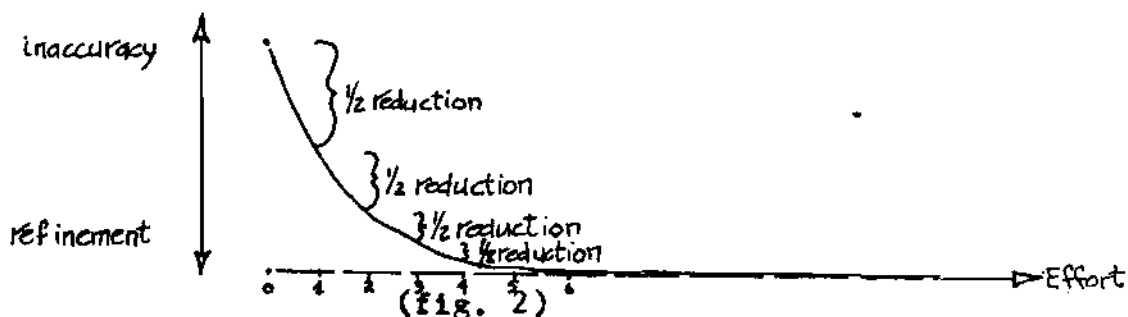 inaccuracy
½ reduction
½ reduction
refinement
½ reduction
½ reduction
Effort
0 1 2 3 4 5 6
(fig. 2)